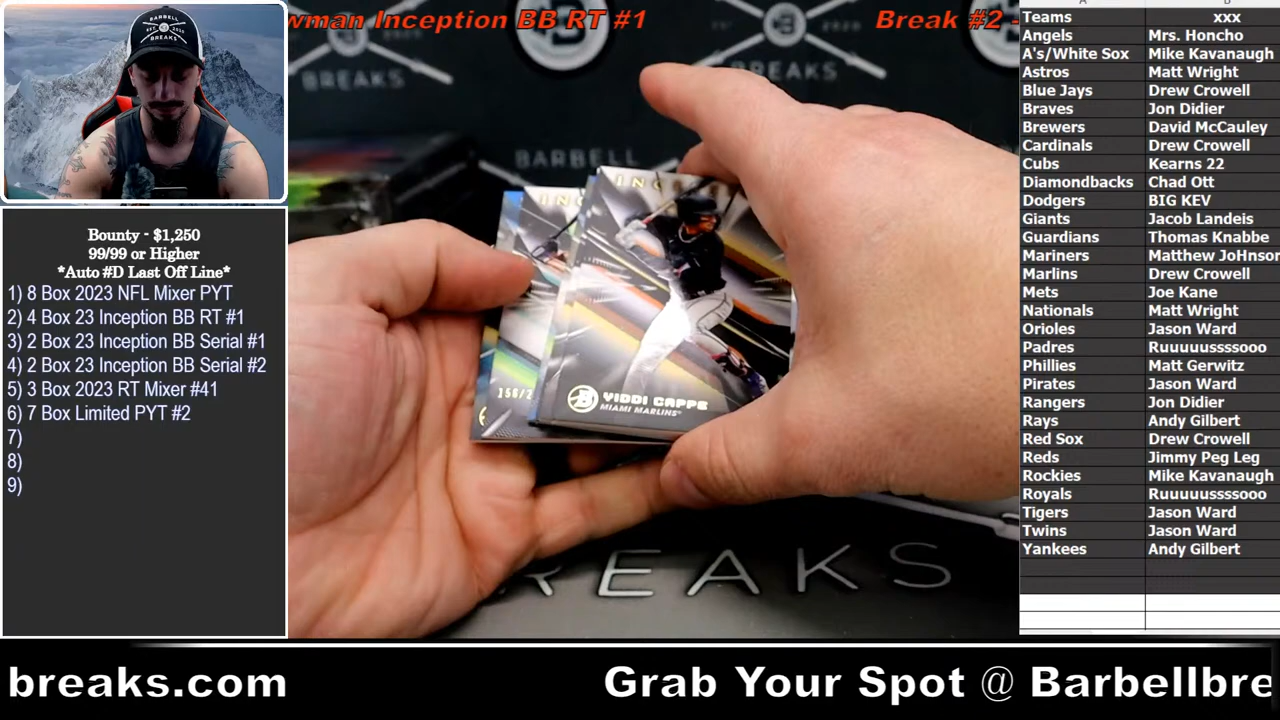 wman Inception BB RT #1
Break #2 -
BARBELL
BREAKS
BREAKS
BREAKS
BARBELL
INCE
INC
156/2
YIDDI CAPPE
MIAMI MARLINS
REAKS
Bounty - $1,250
99/99 or Higher
*Auto #D Last Off Line*
1) 8 Box 2023 NFL Mixer PYT
2) 4 Box 23 Inception BB RT #1
3) 2 Box 23 Inception BB Serial #1
4) 2 Box 23 Inception BB Serial #2
5) 3 Box 2023 RT Mixer #41
6) 7 Box Limited PYT #2
7)
8)
9)
Teams xxx
Angels Mrs. Honcho
A's/White Sox Mike Kavanaugh
Astros Matt Wright
Blue Jays Drew Crowell
Braves Jon Didier
Brewers David McCauley
Cardinals Drew Crowell
Cubs Kearns 22
Diamondbacks Chad Ott
Dodgers BIG KEV
Giants Jacob Landeis
Guardians Thomas Knabbe
Mariners Matthew JoHnsor
Marlins Drew Crowell
Mets Joe Kane
Nationals Matt Wright
Orioles Jason Ward
Padres Ruuuuussssooo
Phillies Matt Gerwitz
Pirates Jason Ward
Rangers Jon Didier
Rays Andy Gilbert
Red Sox Drew Crowell
Reds Jimmy Peg Leg
Rockies Mike Kavanaugh
Royals Ruuuuussssooo
Tigers Jason Ward
Twins Jason Ward
Yankees Andy Gilbert
breaks.com
Grab Your Spot @ Barbellbre